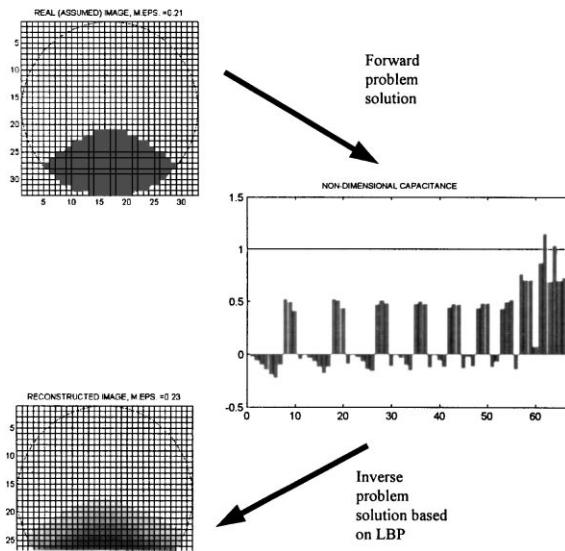 REAL (ASSUMED) IMAGE, M.EPS. =0.21
5
10
15
20
25
30
5 10 15 20 25 30
Forward
problem
solution
NON-DIMENSIONAL CAPACITANCE
1.5
1
0.5
0
-0.5
0 10 20 30 40 50 60
RECONSTRUCTED IMAGE, M.EPS. =0.23
5
10
15
20
25
Inverse
problem
solution based
on LBP